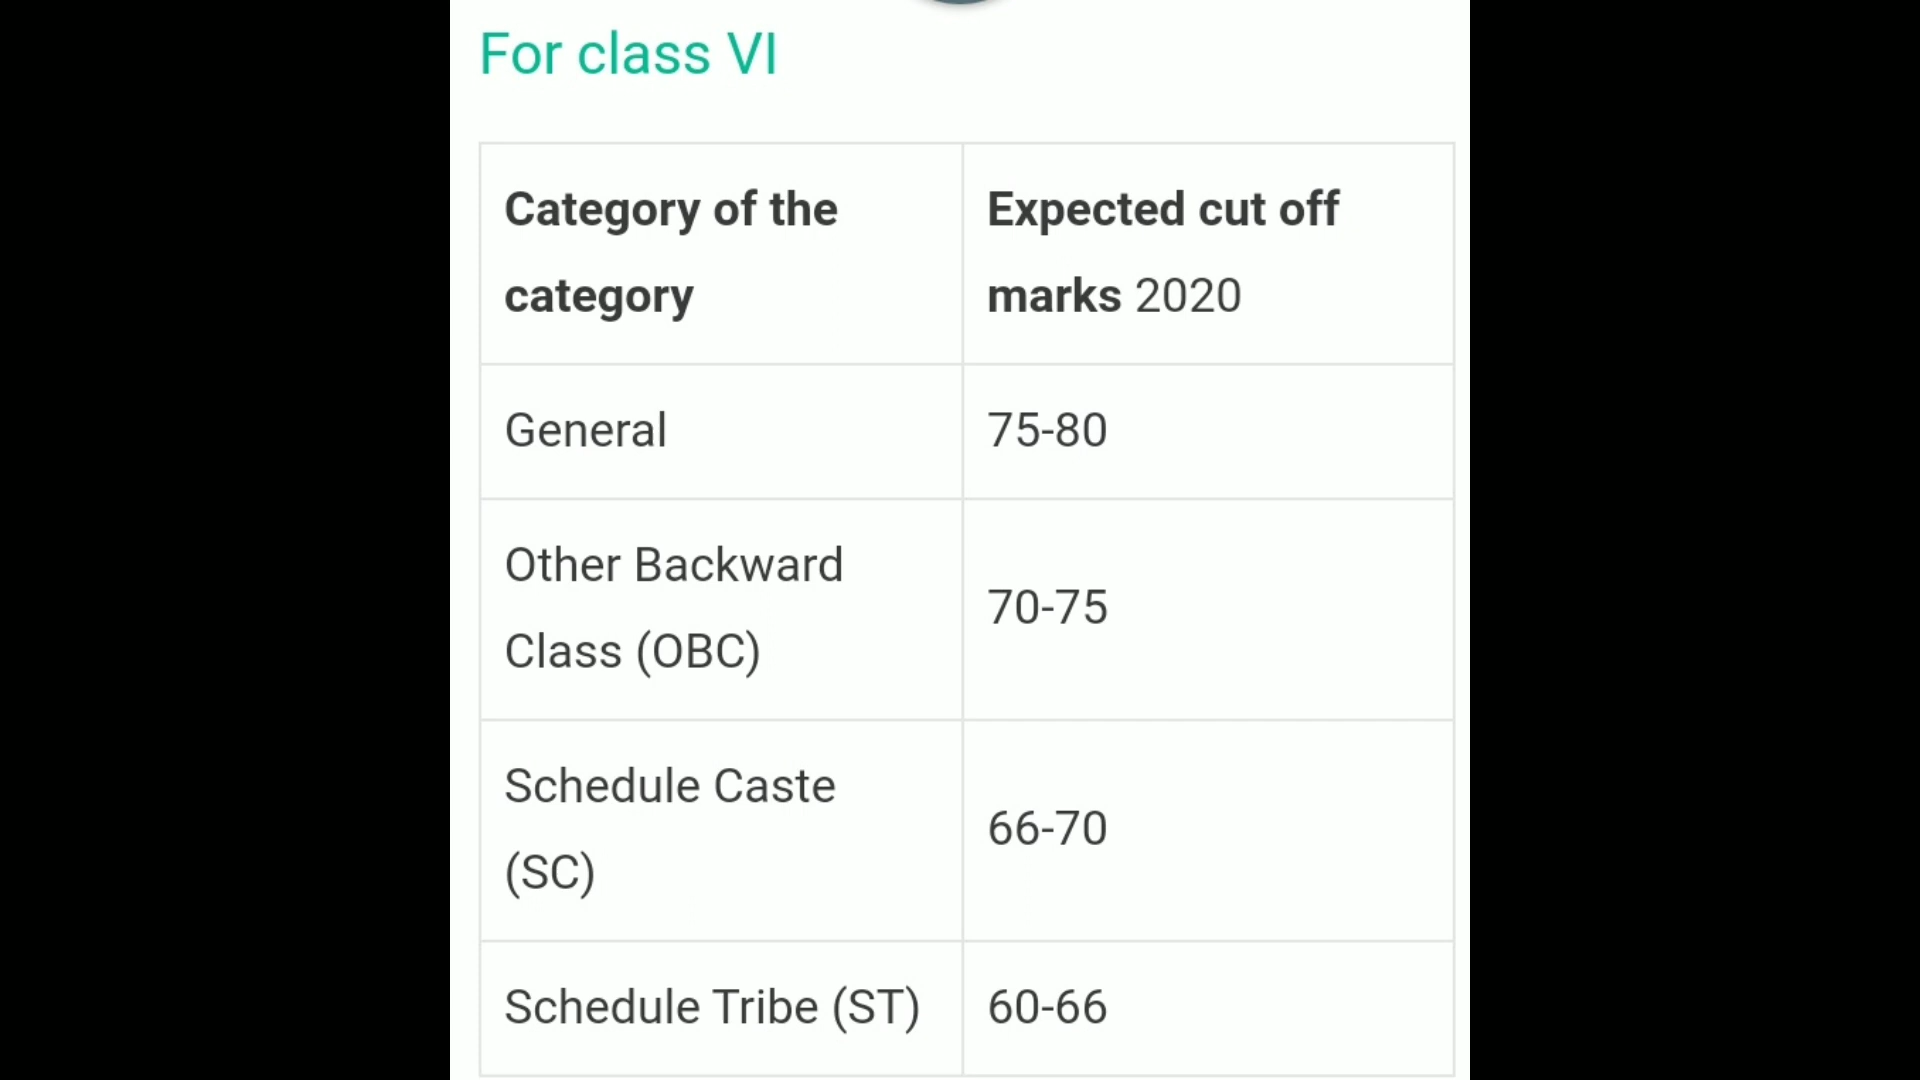 For class VI
Category of the
category
Expected cut off
marks 2020
General
75-80
Other Backward
Class (OBC)
70-75
Schedule Caste
(SC)
66-70
Schedule Tribe (ST)
60-66